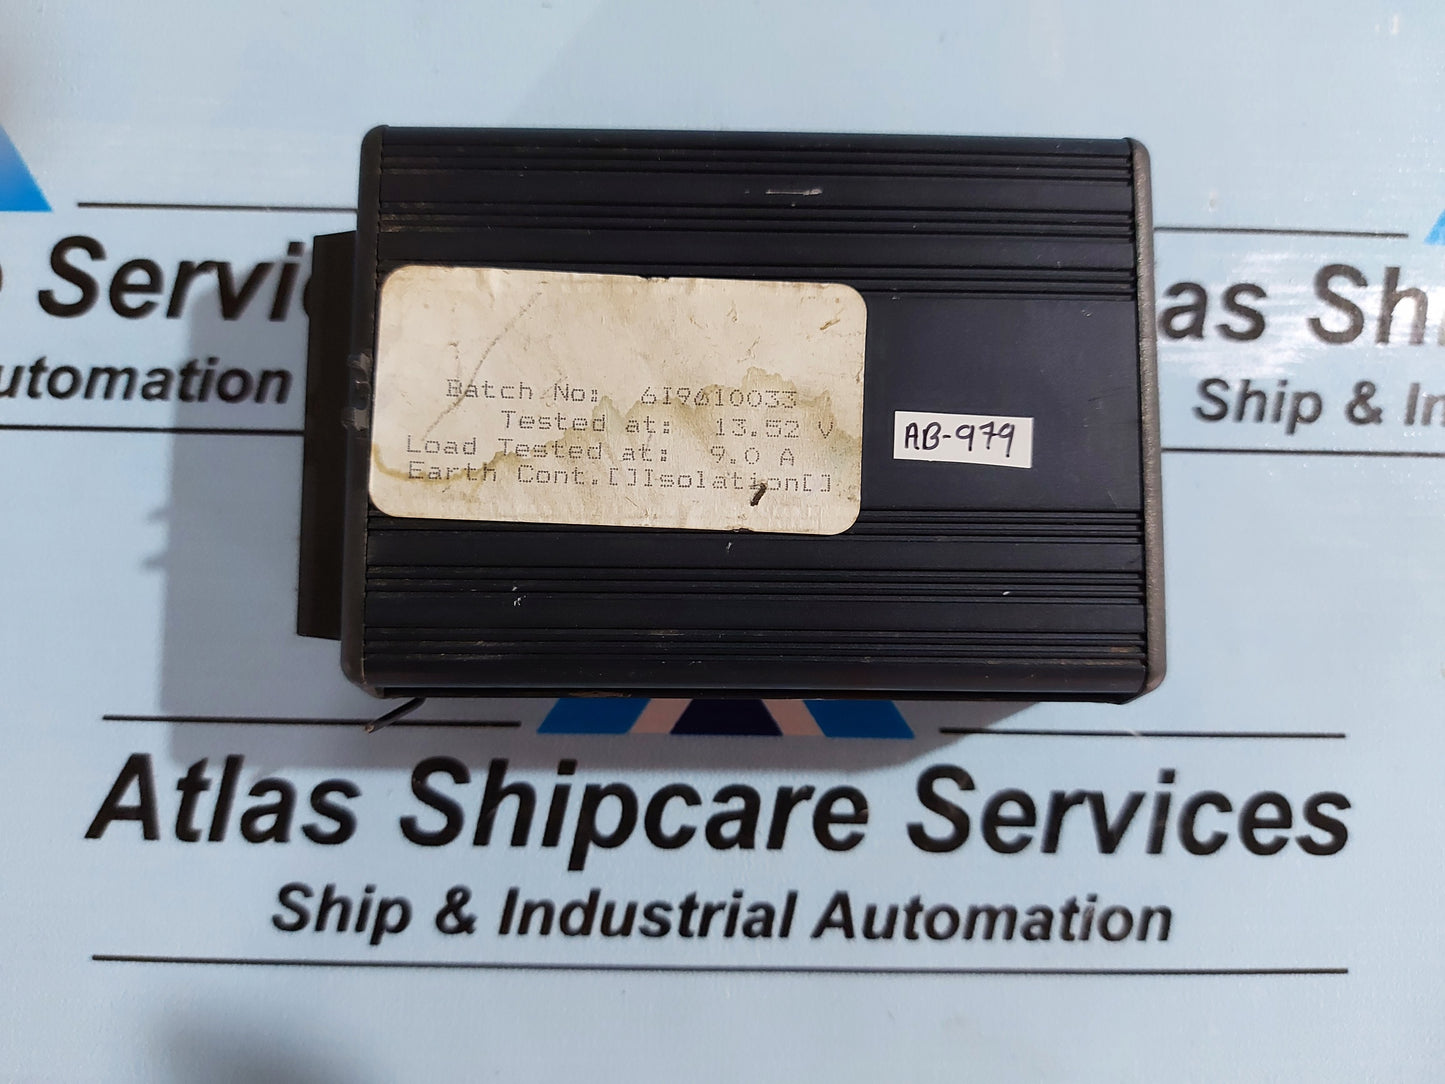 e Servic
as Sh
utomation
Ship & In
Batch No: 6I9610033
Tested at: 13.52 V
Load Tested at: 9.0 A
Earth Cont.[]Isolation[]
AB-979
Atlas Shipcare Services
Ship & Industrial Automation